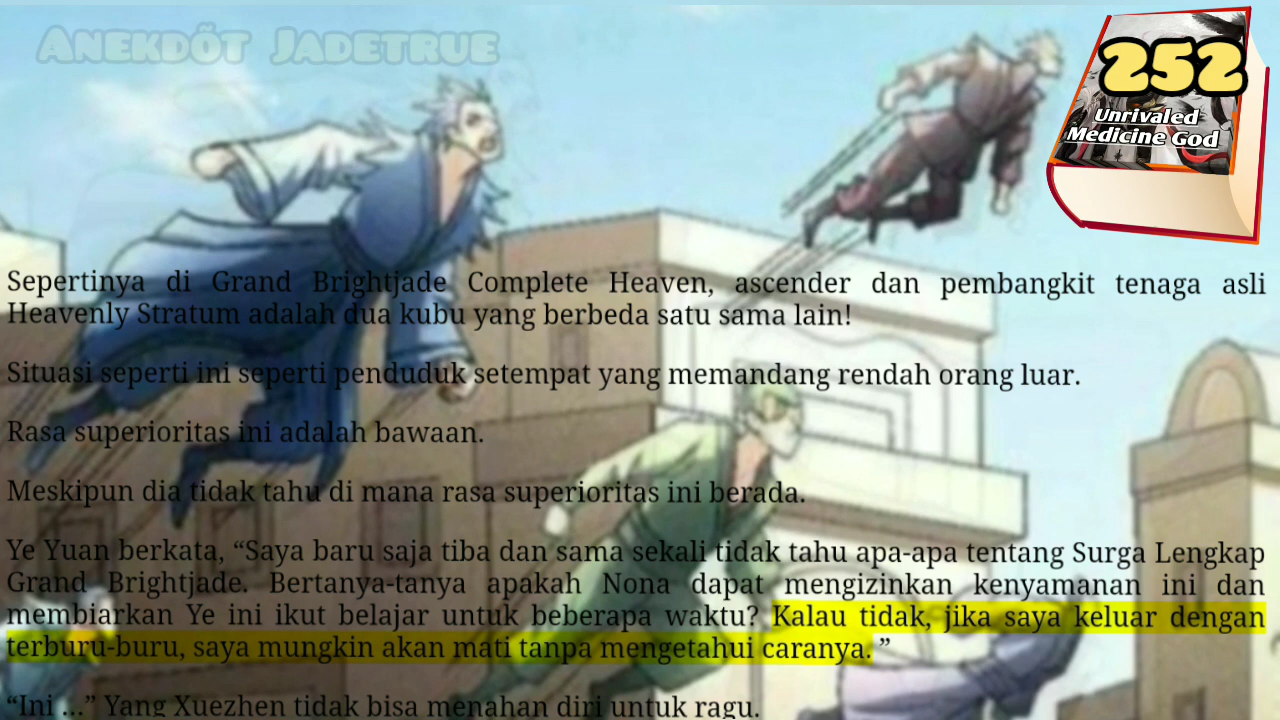 ANEKDÕT JADETRUE
252
Unrivaled
Medicine God
Sepertinya di Grand Brightjade Complete Heaven, ascender dan pembangkit tenaga asli
Heavenly Stratum adalah dua kubu yang berbeda satu sama lain!
Situasi seperti ini seperti penduduk setempat yang memandang rendah orang luar.
Rasa superioritas ini adalah bawaan.
Meskipun dia tidak tahu di mana rasa superioritas ini berada.
Ye Yuan berkata, “Saya baru saja tiba dan sama sekali tidak tahu apa-apa tentang Surga Lengkap
Grand Brightjade. Bertanya-tanya apakah Nona dapat mengizinkan kenyamanan ini dan
membiarkan Ye ini ikut belajar untuk beberapa waktu? Kalau tidak, jika saya keluar dengan
terburu-buru, saya mungkin akan mati tanpa mengetahui caranya. ”
“Ini ...” Yang Xuezhen tidak bisa menahan diri untuk ragu.